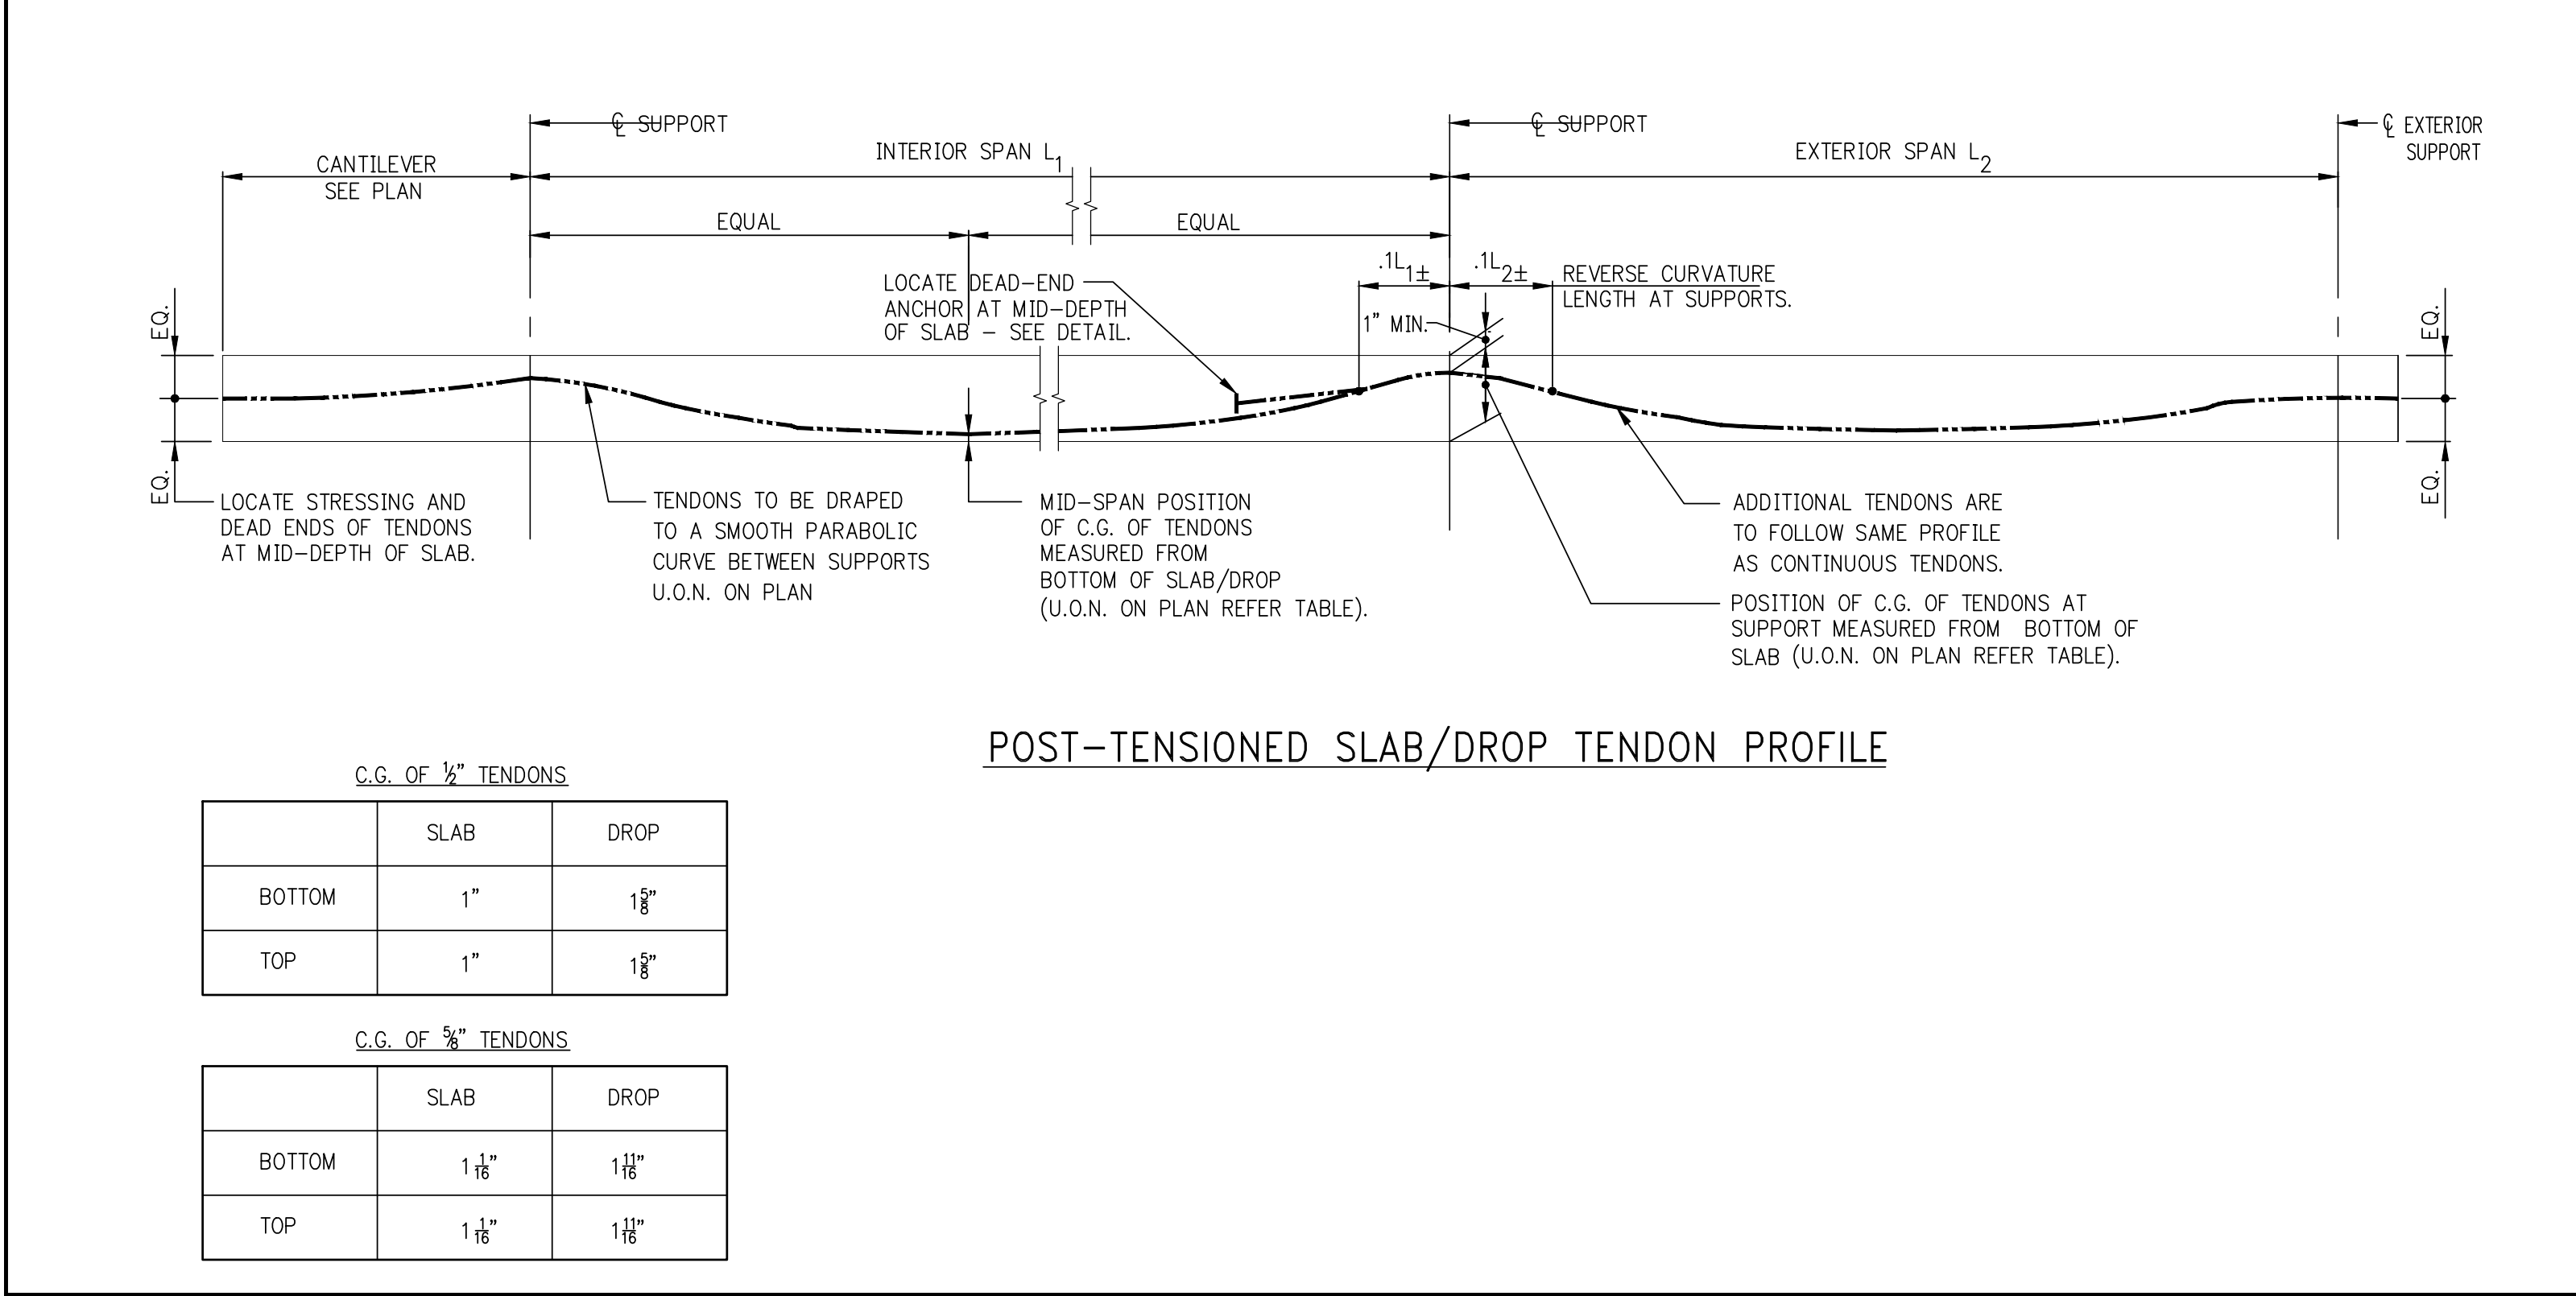 ℄ SUPPORT
℄ SUPPORT
℄ EXTERIOR
SUPPORT
CANTILEVER
SEE PLAN
INTERIOR SPAN L1
EXTERIOR SPAN L2
EQUAL
EQUAL
.1L1±
.1L2±
REVERSE CURVATURE
LENGTH AT SUPPORTS.
LOCATE DEAD-END
ANCHOR AT MID-DEPTH
OF SLAB - SEE DETAIL.
1" MIN.
EQ.
EQ.
EQ.
EQ.
LOCATE STRESSING AND
DEAD ENDS OF TENDONS
AT MID-DEPTH OF SLAB.
TENDONS TO BE DRAPED
TO A SMOOTH PARABOLIC
CURVE BETWEEN SUPPORTS
U.O.N. ON PLAN
MID-SPAN POSITION
OF C.G. OF TENDONS
MEASURED FROM
BOTTOM OF SLAB/DROP
(U.O.N. ON PLAN REFER TABLE).
ADDITIONAL TENDONS ARE
TO FOLLOW SAME PROFILE
AS CONTINUOUS TENDONS.
POSITION OF C.G. OF TENDONS AT
SUPPORT MEASURED FROM BOTTOM OF
SLAB (U.O.N. ON PLAN REFER TABLE).
POST-TENSIONED SLAB/DROP TENDON PROFILE
C.G. OF 1/2" TENDONS
SLAB DROP
BOTTOM 1" 1 5/8"
TOP 1" 1 5/8"
C.G. OF 5/8" TENDONS
SLAB DROP
BOTTOM 1 1/16" 1 11/16"
TOP 1 1/16" 1 11/16"